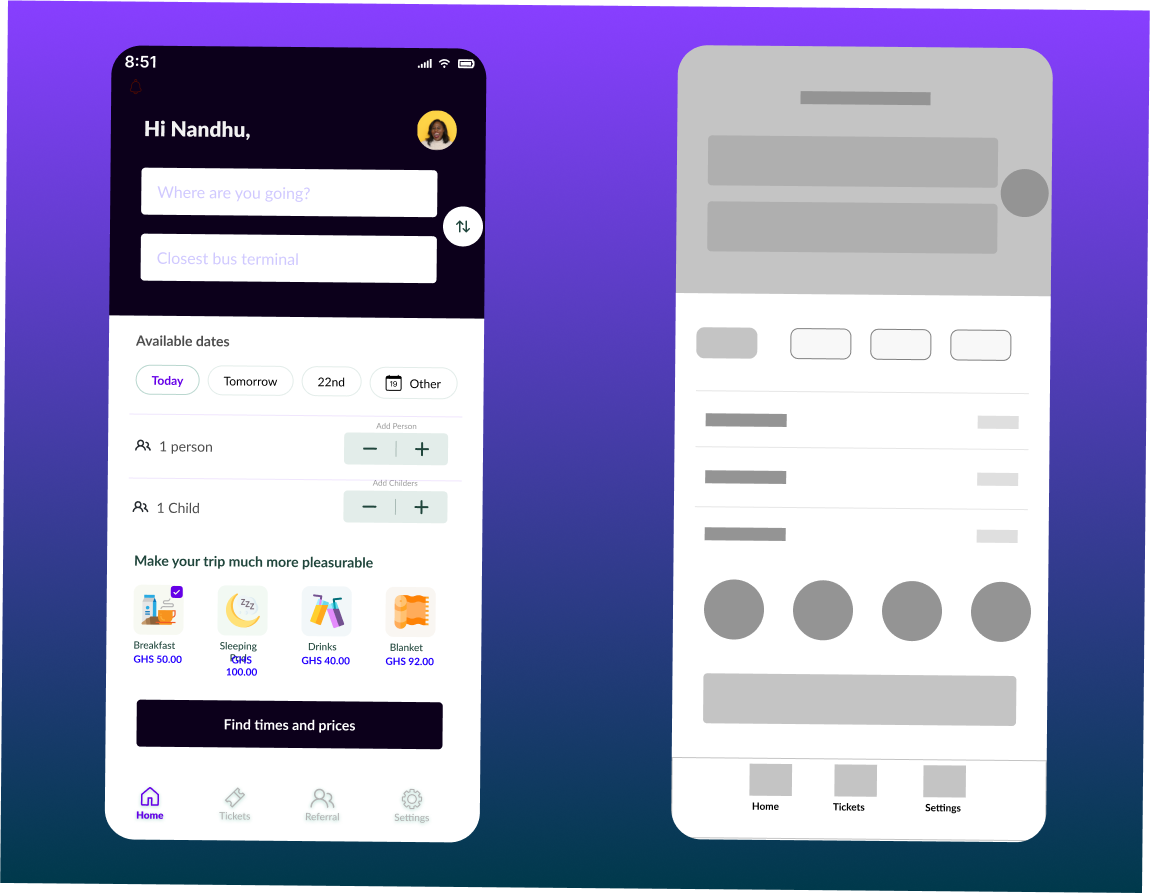 8:51
Hi Nandhu,
Where are you going?
Closest bus terminal
Available dates
Today
Tomorrow
22nd
19
Other
Add Person
1 person
Add Childers
1 Child
Make your trip much more pleasurable
zzz
Breakfast
GHS 50.00
Sleeping
Pods
GHS
100.00
Drinks
GHS 40.00
Blanket
GHS 92.00
Find times and prices
Home
Tickets
Referral
Settings
Home
Tickets
Settings